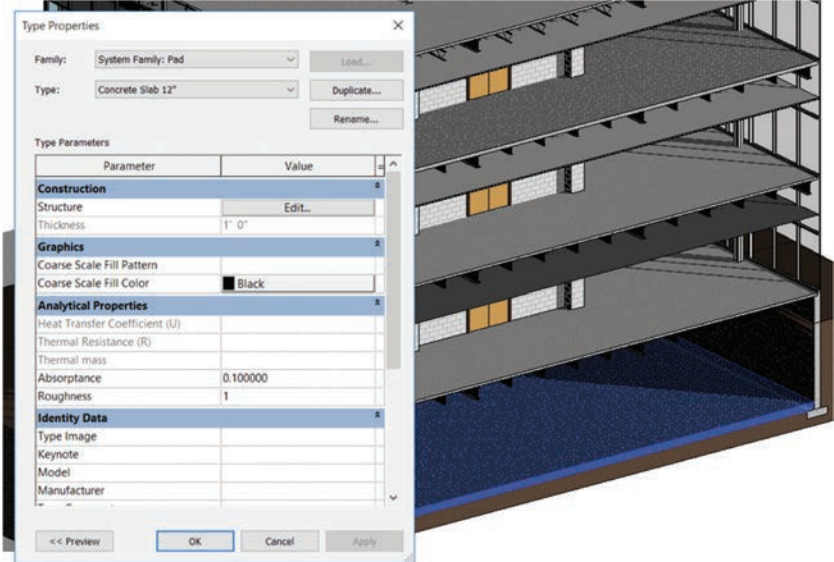 Type Properties
Family: System Family: Pad Load...
Type: Concrete Slab 12" Duplicate...
Rename...
Type Parameters
Parameter Value =
Construction
Structure Edit...
Thickness 1' 0"
Graphics
Coarse Scale Fill Pattern
Coarse Scale Fill Color Black
Analytical Properties
Heat Transfer Coefficient (U)
Thermal Resistance (R)
Thermal mass
Absorptance 0.100000
Roughness 1
Identity Data
Type Image
Keynote
Model
Manufacturer
<< Preview OK Cancel Apply